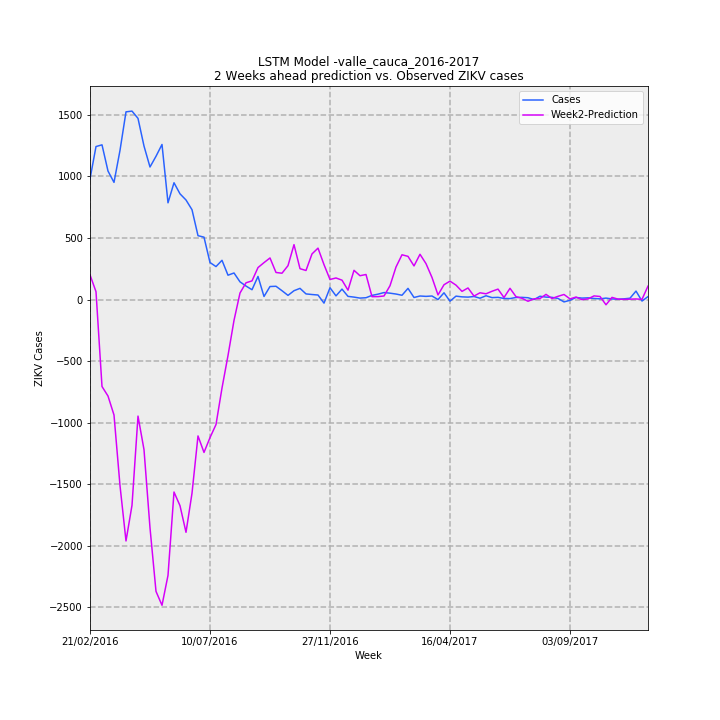 LSTM Model -valle_cauca_2016-2017
2 Weeks ahead prediction vs. Observed ZIKV cases
Cases
Week2-Prediction
1500
1000
500
0
−500
−1000
−1500
−2000
−2500
ZIKV Cases
21/02/2016
10/07/2016
27/11/2016
16/04/2017
03/09/2017
Week